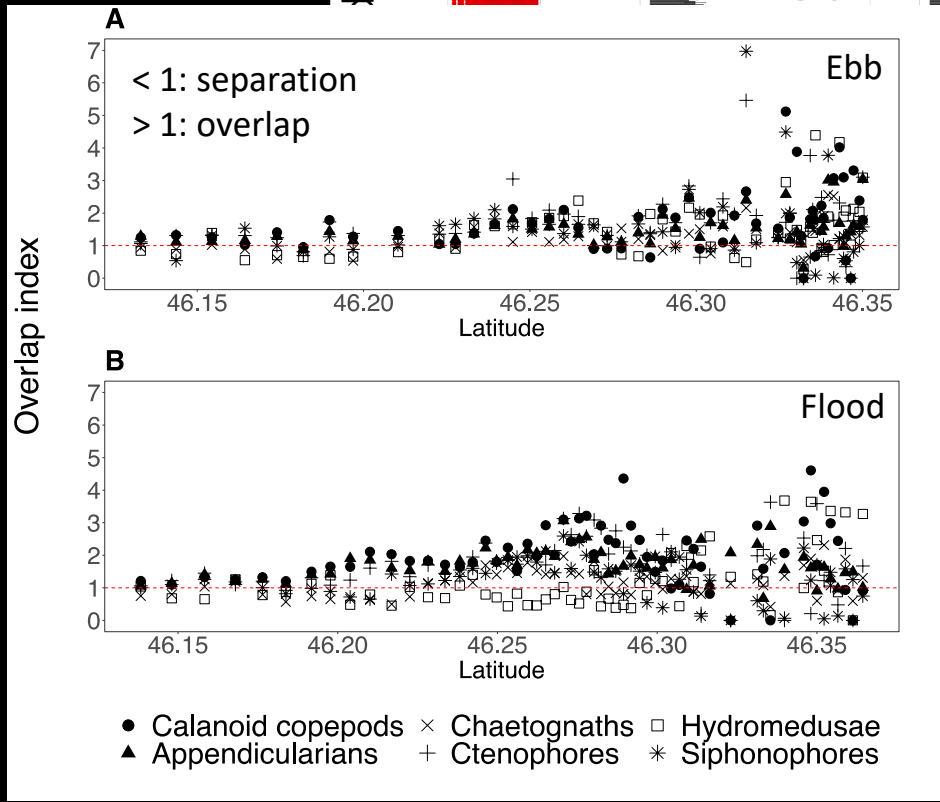 A
Ebb
< 1: separation
> 1: overlap
7
6
5
4
3
2
1
0
46.15 46.20 46.25 46.30 46.35
Latitude
Overlap index
B
Flood
7
6
5
4
3
2
1
0
46.15 46.20 46.25 46.30 46.35
Latitude
Calanoid copepods Chaetognaths Hydromedusae
Appendicularians Ctenophores Siphonophores